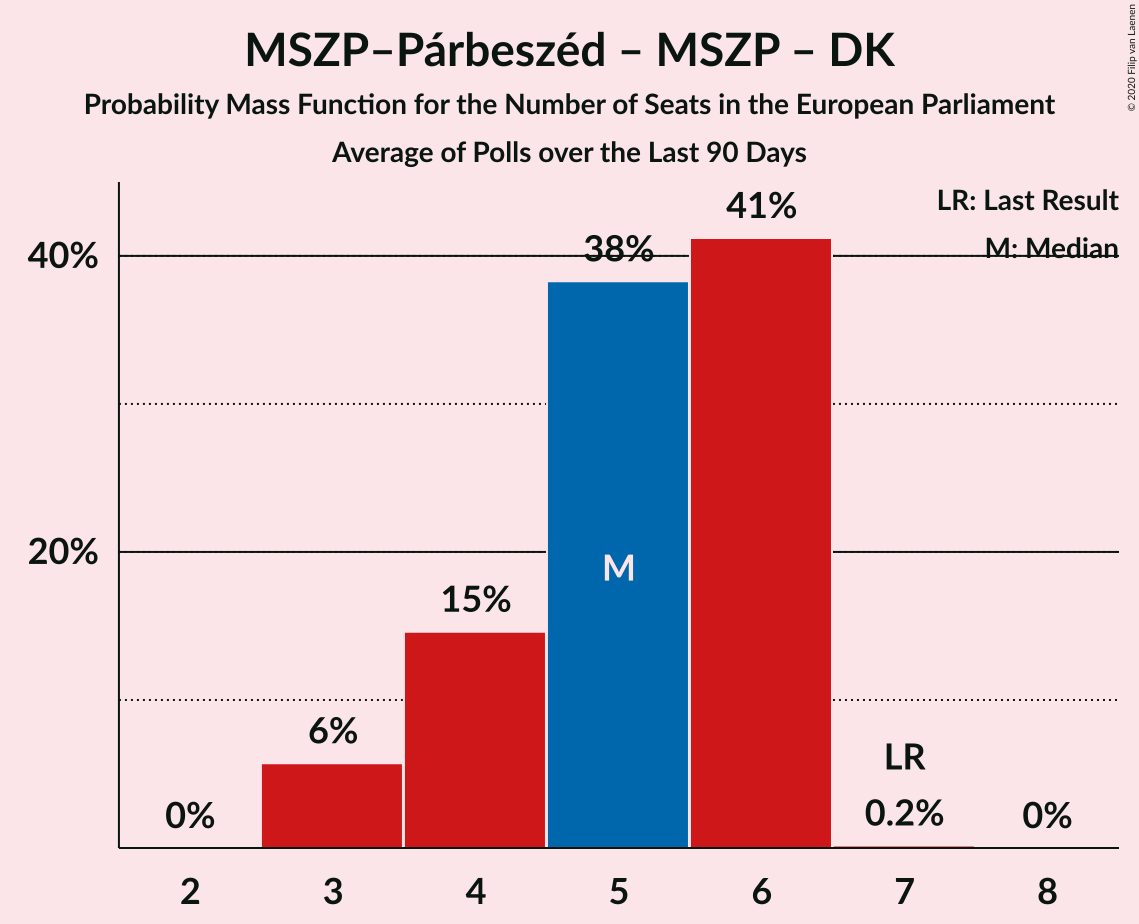 MSZP–Párbeszéd – MSZP – DK
Probability Mass Function for the Number of Seats in the European Parliament
Average of Polls over the Last 90 Days
© 2020 Filip van Laenen
LR: Last Result
M: Median
40%
20%
0%
6%
15%
38%
M
41%
LR
0.2%
0%
2 3 4 5 6 7 8